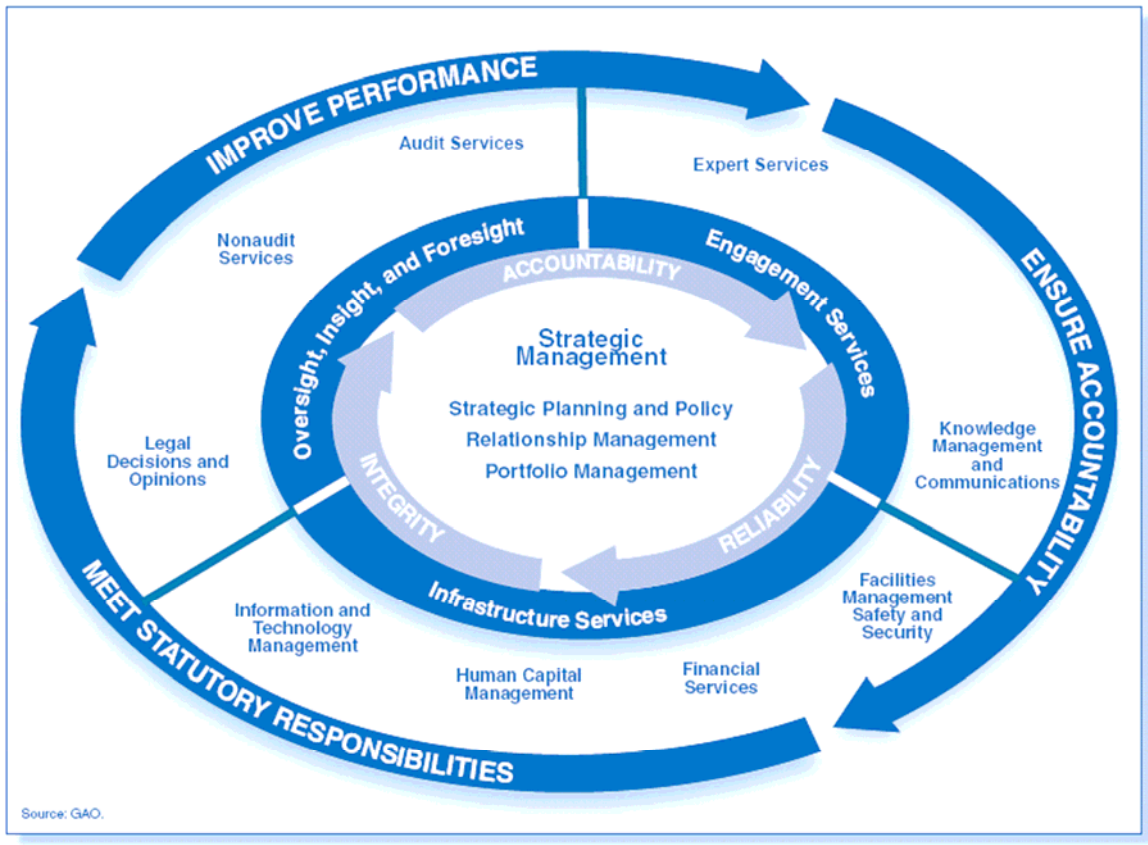 IMPROVE PERFORMANCE
Audit Services
Expert Services
Nonaudit
Services
Oversight, Insight, and Foresight
Engagement Services
ACCOUNTABILITY
ENSURE ACCOUNTABILITY
Strategic
Management
Strategic Planning and Policy
Relationship Management
Portfolio Management
Legal
Decisions and
Opinions
Knowledge
Management
and
Communications
INTEGRITY
RELIABILITY
Infrastructure Services
MEET STATUTORY RESPONSIBILITIES
Information and
Technology
Management
Human Capital
Management
Financial
Services
Facilities
Management
Safety and
Security
Source: GAO.